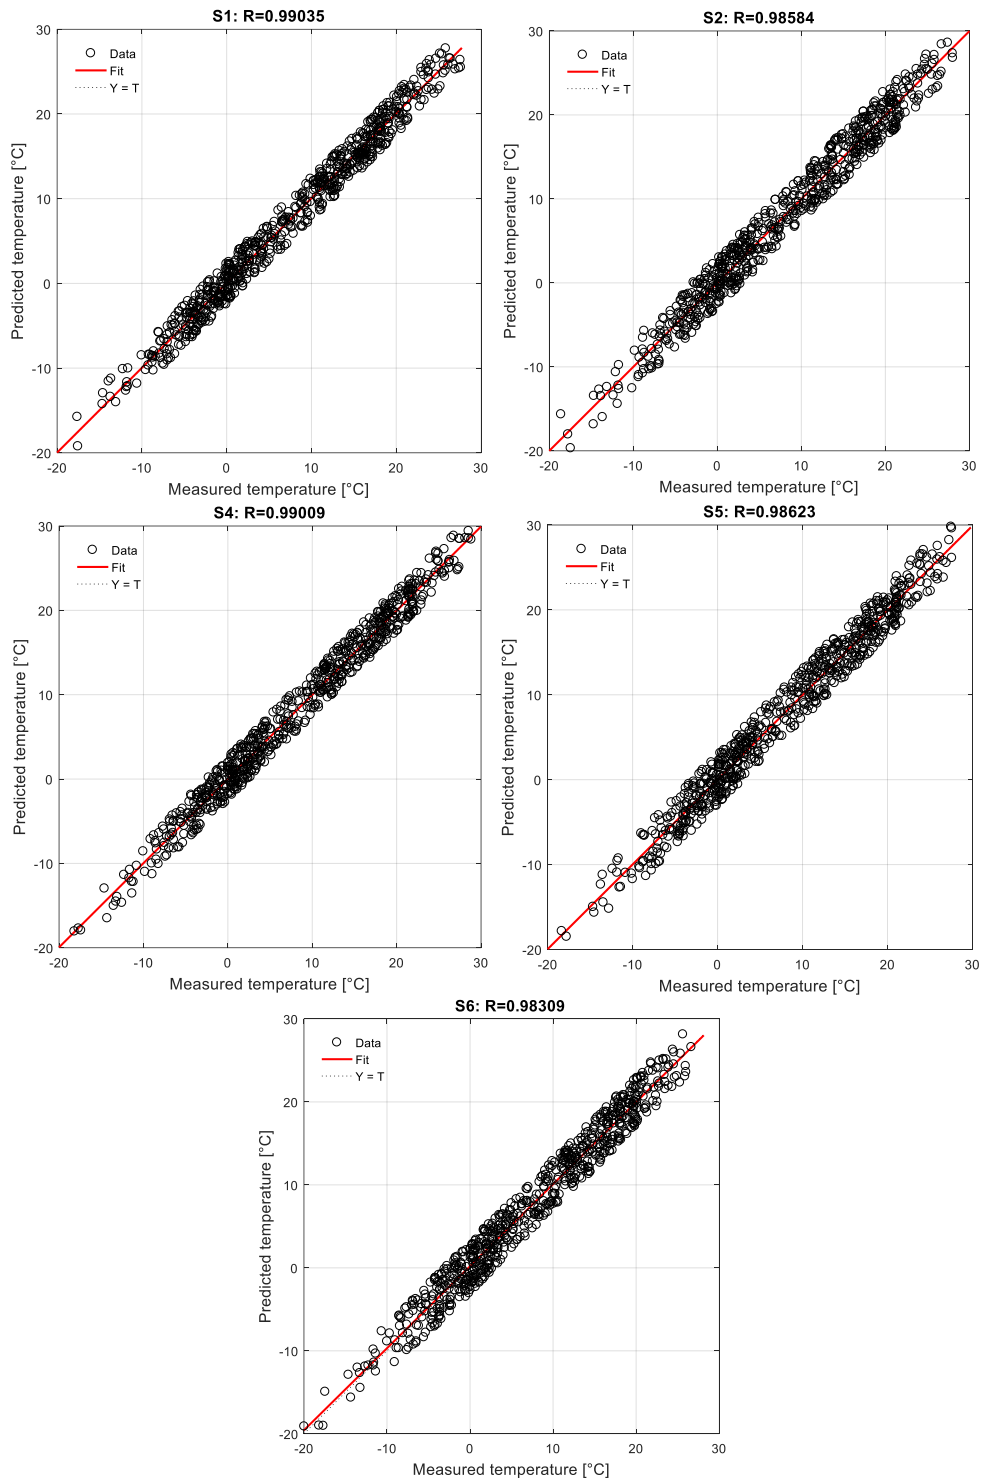 S1: R=0.99035
30
Data
Fit
Y = T
20
10
0
-10
-20
-20
-10
0
10
20
30
Predicted temperature [°C]
Measured temperature [°C]
S2: R=0.98584
30
Data
Fit
Y = T
20
10
0
-10
-20
-20
-10
0
10
20
30
Predicted temperature [°C]
Measured temperature [°C]
S4: R=0.99009
30
Data
Fit
Y = T
20
10
0
-10
-20
-20
-10
0
10
20
30
Predicted temperature [°C]
Measured temperature [°C]
S5: R=0.98623
30
Data
Fit
Y = T
20
10
0
-10
-20
-20
-10
0
10
20
30
Predicted temperature [°C]
Measured temperature [°C]
S6: R=0.98309
30
Data
Fit
Y = T
20
10
0
-10
-20
-20
-10
0
10
20
30
Predicted temperature [°C]
Measured temperature [°C]